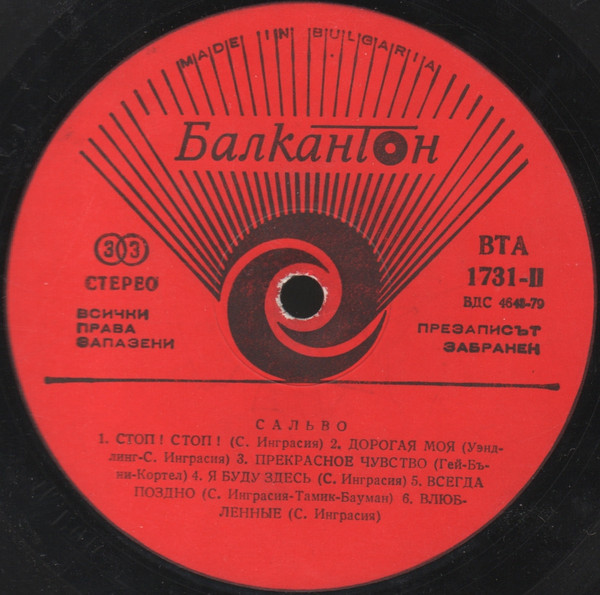 MADE IN BULGARIA
Балкантон
33
СТЕРЕО
ВСИЧКИ
ПРАВА
ЗАПАЗЕНИ
ВТА
1731-II
ВДС 4648-79
ПРЕЗАПИСЪТ
ЗАБРАНЕН
САЛЬВО
1. СТОП! СТОП! (С. Инграсия) 2. ДОРОГАЯ МОЯ (Уэнд-
линг-С. Инграсия) 3. ПРЕКРАСНОЕ ЧУВСТВО (Гей-Бъ-
ни-Кортел) 4. Я БУДУ ЗДЕСЬ (С. Инграсия) 5. ВСЕГДА
ПОЗДНО (С. Инграсия-Тамик-Бауман) 6. ВЛЮБ-
ЛЕННЫЕ (С. Инграсия)